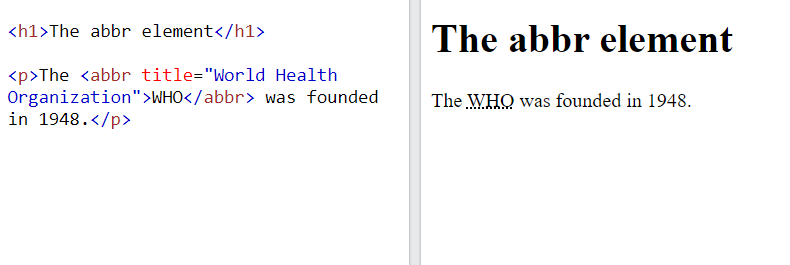 <h1>The abbr element</h1>
<p>The <abbr title="World Health
Organization">WHO</abbr> was founded
in 1948.</p>
The abbr element
The WHO was founded in 1948.